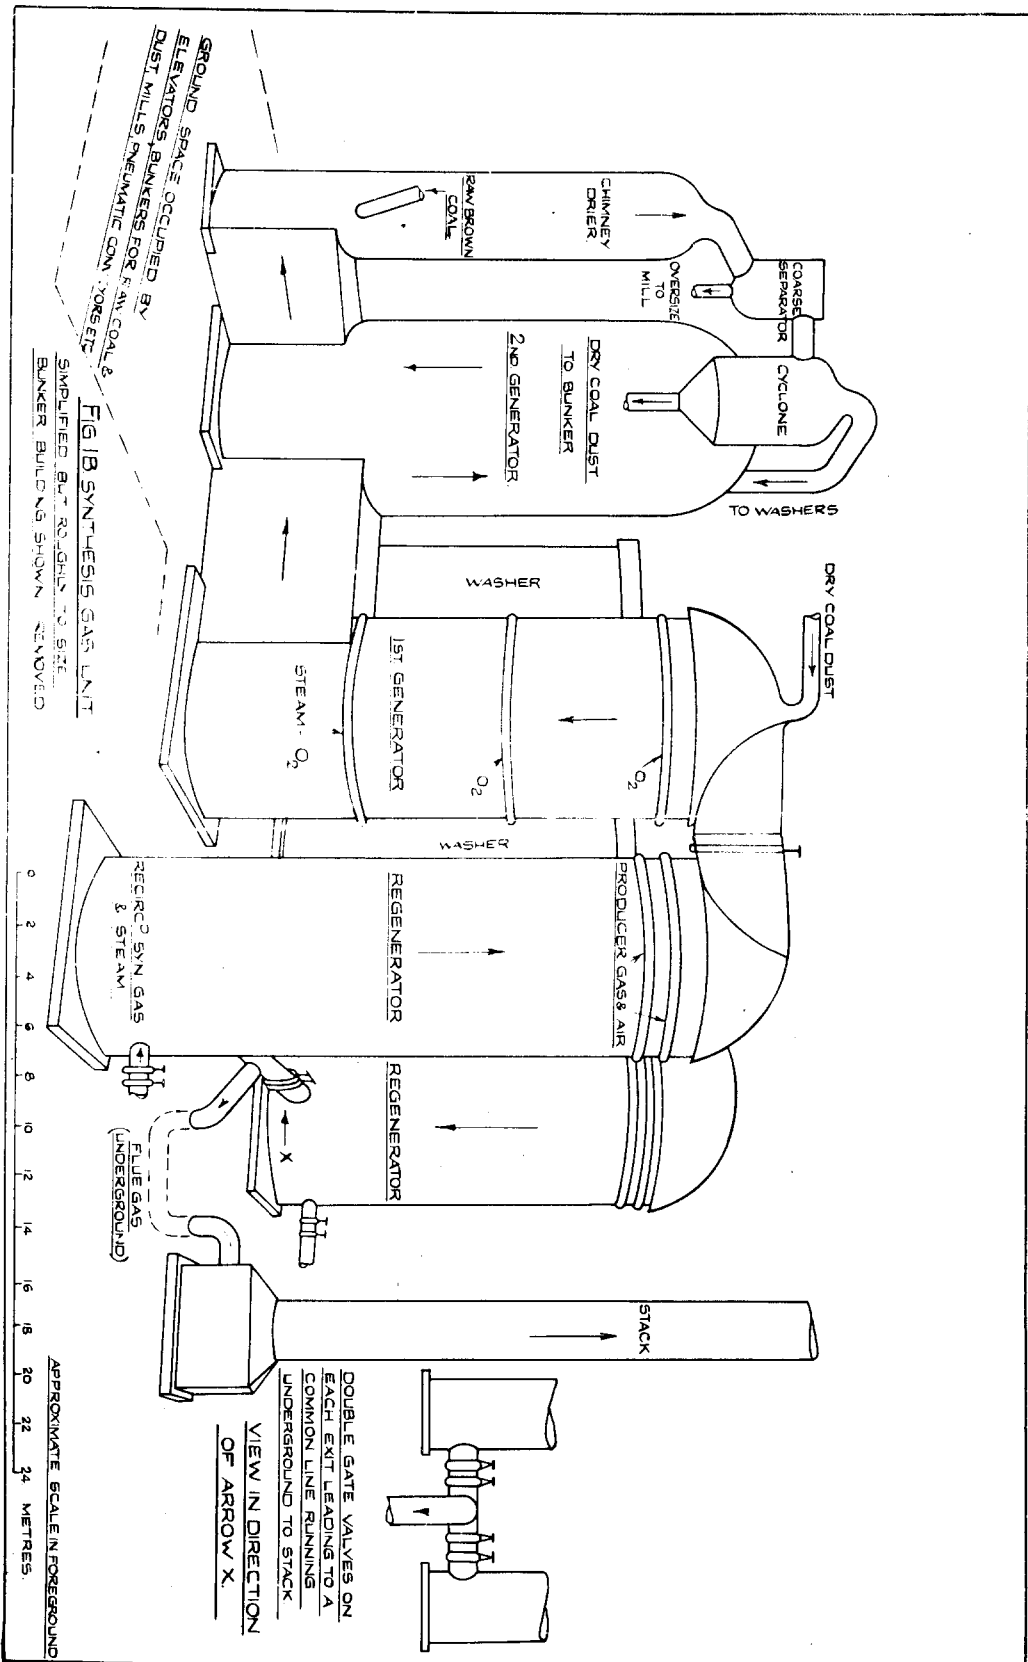 GROUND SPACE OCCUPIED BY
ELEVATORS, BUNKERS FOR RAW COAL &
DUST, MILLS, PNEUMATIC ETC
RAW BROWN
COAL
CHIMNEY
DRIER
OVERSIZE
TO
MILL
COARSE
SEPARATOR
CYCLONE
DRY COAL DUST
TO BUNKER
2ND GENERATOR
TO WASHERS
WASHER
DRY COAL DUST
1ST GENERATOR
STEAM - O2
O2
O2
WASHER
PRODUCER GAS & AIR
REGENERATOR
RECIRCD SYN GAS
& STEAM
REGENERATOR
X
FLUE GAS
(UNDERGROUND)
STACK
DOUBLE GATE VALVES ON
EACH EXIT LEADING TO A
COMMON LINE RUNNING
UNDERGROUND TO STACK
VIEW IN DIRECTION
OF ARROW X.
FIG 1B SYNTHESIS GAS UNIT
SIMPLIFIED BUT ROUGHLY TO SIZE
BUNKER BUILDING SHOWN REMOVED
0 2 4 6 8 10 12 14 16 18 20 22 24 METRES.
APPROXIMATE SCALE IN FOREGROUND